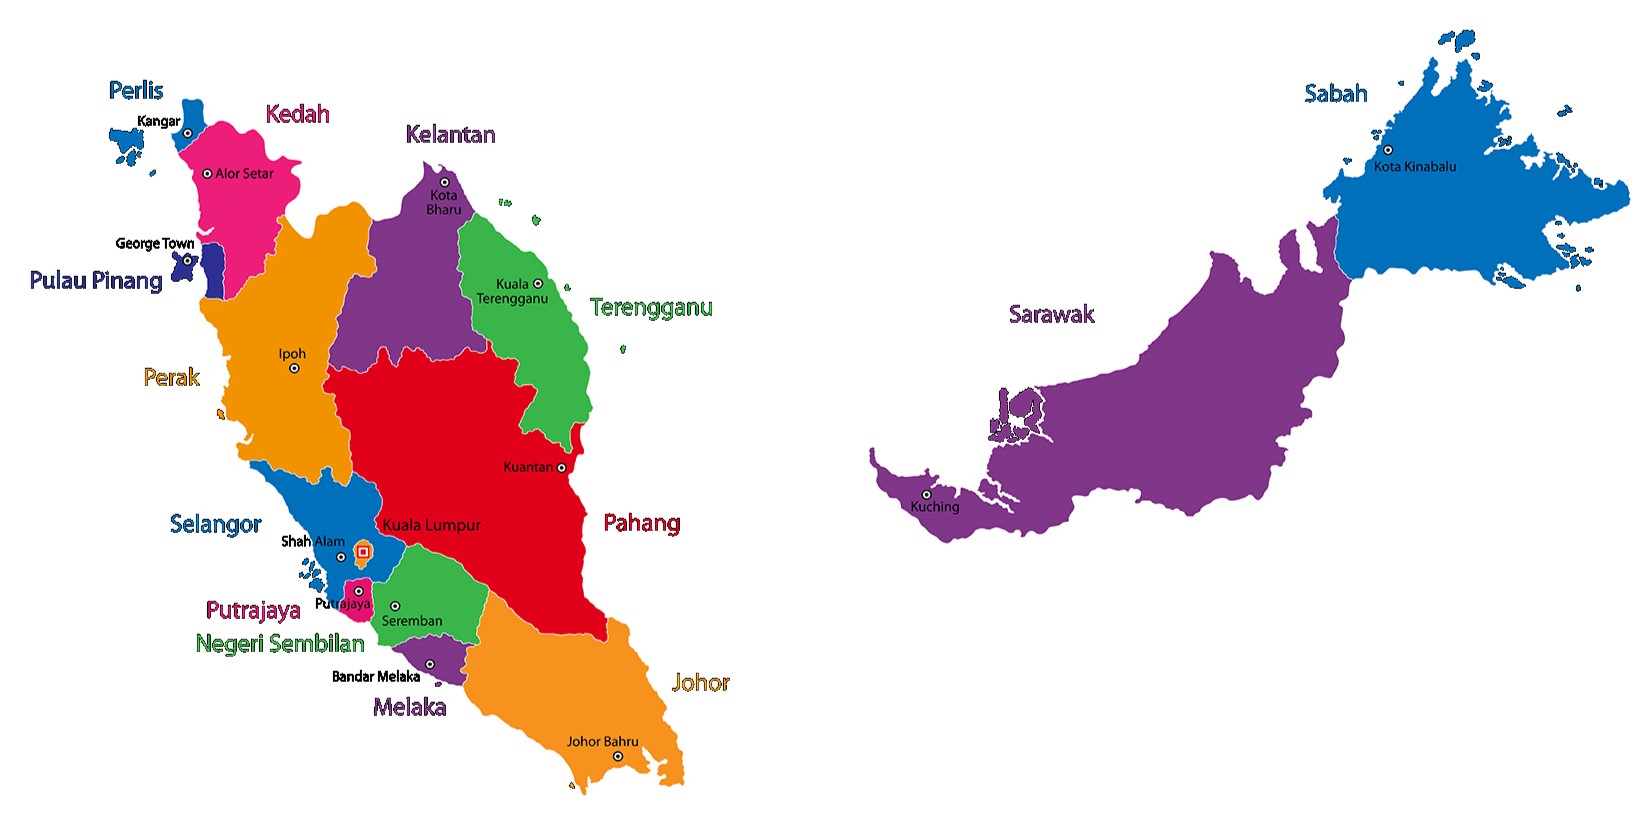 Perlis
Kangar
Kedah
Alor Setar
Kelantan
Kota
Bharu
George Town
Pulau Pinang
Kuala
Terengganu
Terengganu
Ipoh
Perak
Kuantan
Pahang
Selangor
Kuala Lumpur
Shah Alam
Putrajaya
Putrajaya
Negeri Sembilan
Seremban
Bandar Melaka
Melaka
Johor
Johor Bahru
Sabah
Kota Kinabalu
Sarawak
Kuching